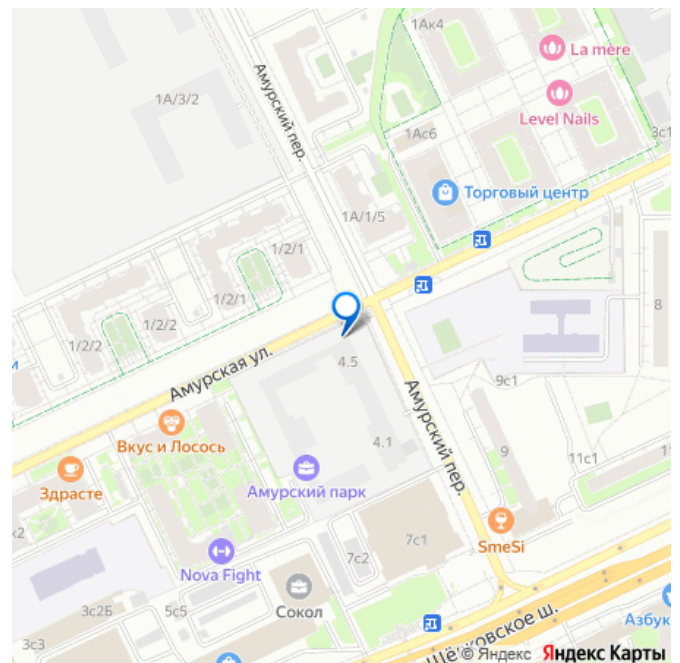 1Ак4
La mère
Амурский пер.
1А/3/2
Level Nails
1Ас6
3с1
Торговый центр
1А/1/5
1/2/1
1/2/1
8
1/2/2
1/2/2
и
4.5
Амурская ул.
9с1
Амурский пер.
Вкус и Лосось
4.1
9
11с1
11
Здрасте
Амурский парк
к2
7с1
SmeSi
7с2
Nova Fight
Сокол
3с2Б
5с5
Азбук
Щёлковское ш.
3с3
© Яндекс Яндекс Карты